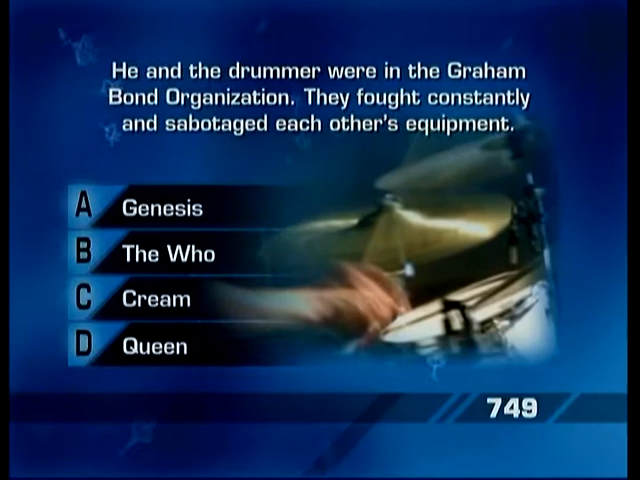 He and the drummer were in the Graham
Bond Organization. They fought constantly
and sabotaged each other's equipment.
A Genesis
B The Who
C Cream
D Queen
749